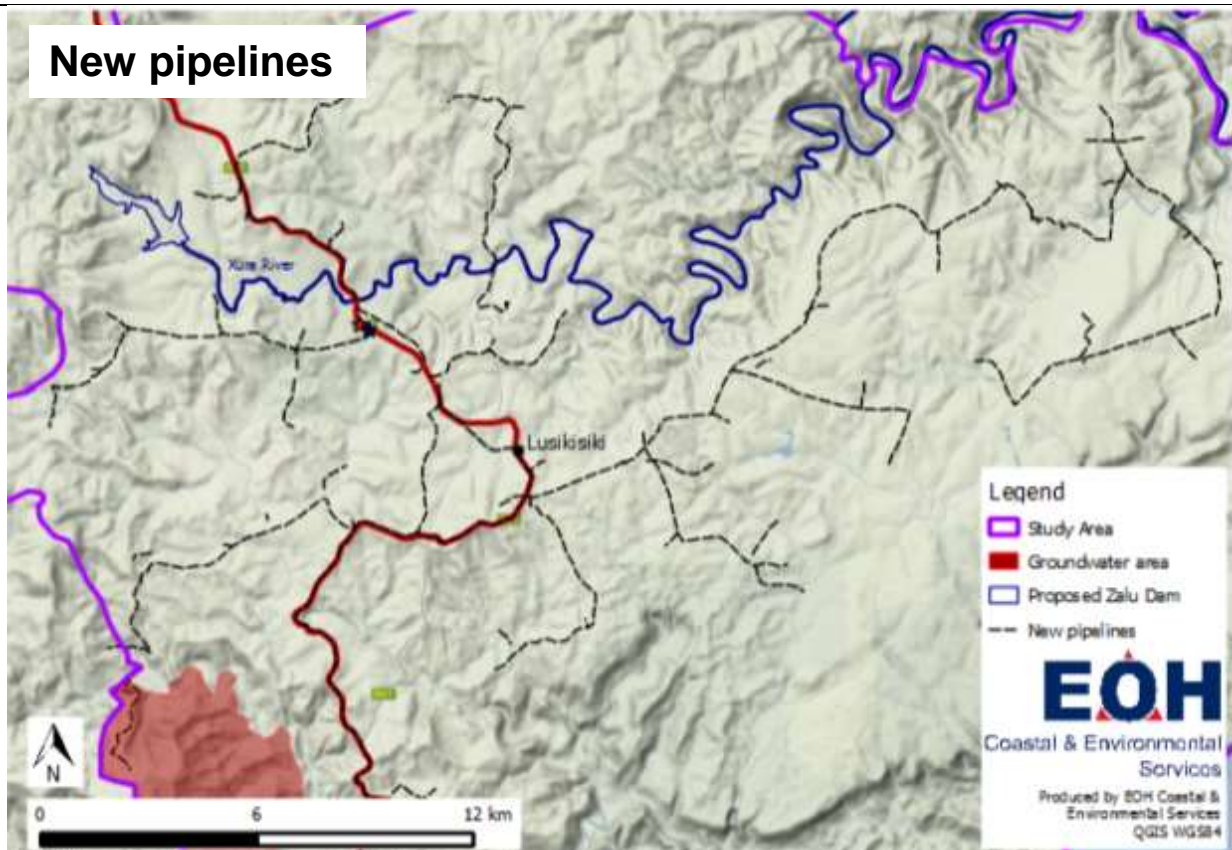 New pipelines
Xura River
Lusikisiki
Legend
Study Area
Groundwater area
Proposed Zalu Dam
New pipelines
EOH
Coastal & Environmental
Services
Produced by EOH Coastal &
Environmental Services
QGIS WGS84
N
0 6 12 km